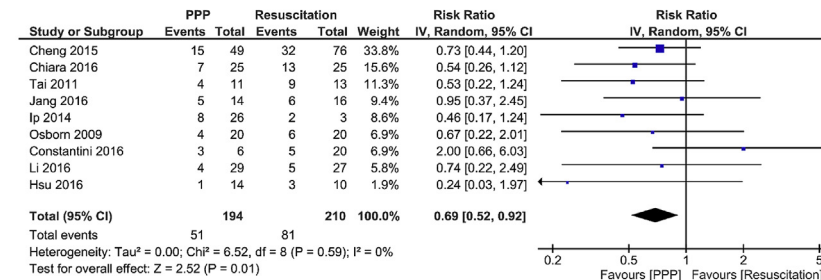 PPP Resuscitation Risk Ratio Risk Ratio
Study or Subgroup Events Total Events Total Weight IV, Random, 95% CI IV, Random, 95% CI
Cheng 2015 15 49 32 76 33.8% 0.73 [0.44, 1.20]
Chiara 2016 7 25 13 25 15.6% 0.54 [0.26, 1.12]
Tai 2011 4 11 9 13 11.3% 0.53 [0.22, 1.24]
Jang 2016 5 14 6 16 9.4% 0.95 [0.37, 2.45]
Ip 2014 8 26 2 3 8.6% 0.46 [0.17, 1.24]
Osborn 2009 4 20 6 20 6.9% 0.67 [0.22, 2.01]
Constantini 2016 3 6 5 20 6.9% 2.00 [0.66, 6.03]
Li 2016 4 29 5 27 5.8% 0.74 [0.22, 2.49]
Hsu 2016 1 14 3 10 1.9% 0.24 [0.03, 1.97]
Total (95% CI) 194 210 100.0% 0.69 [0.52, 0.92]
Total events 51 81
Heterogeneity: Tau² = 0.00; Chi² = 6.52, df = 8 (P = 0.59); I² = 0%
Test for overall effect: Z = 2.52 (P = 0.01)
0.2 0.5 1 2 5
Favours [PPP] Favours [Resuscitation]